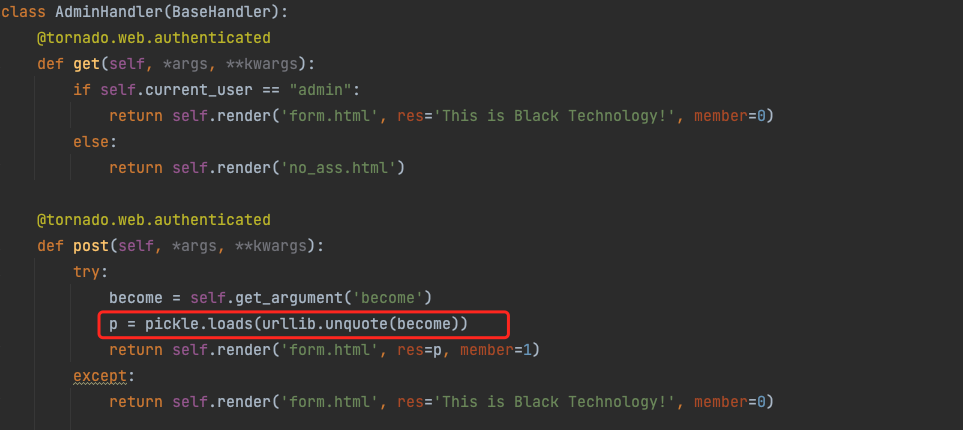 class AdminHandler(BaseHandler):
    @tornado.web.authenticated
    def get(self, *args, **kwargs):
        if self.current_user == "admin":
            return self.render('form.html', res='This is Black Technology!', member=0)
        else:
            return self.render('no_ass.html')

    @tornado.web.authenticated
    def post(self, *args, **kwargs):
        try:
            become = self.get_argument('become')
            p = pickle.loads(urllib.unquote(become))
            return self.render('form.html', res=p, member=1)
        except:
            return self.render('form.html', res='This is Black Technology!', member=0)